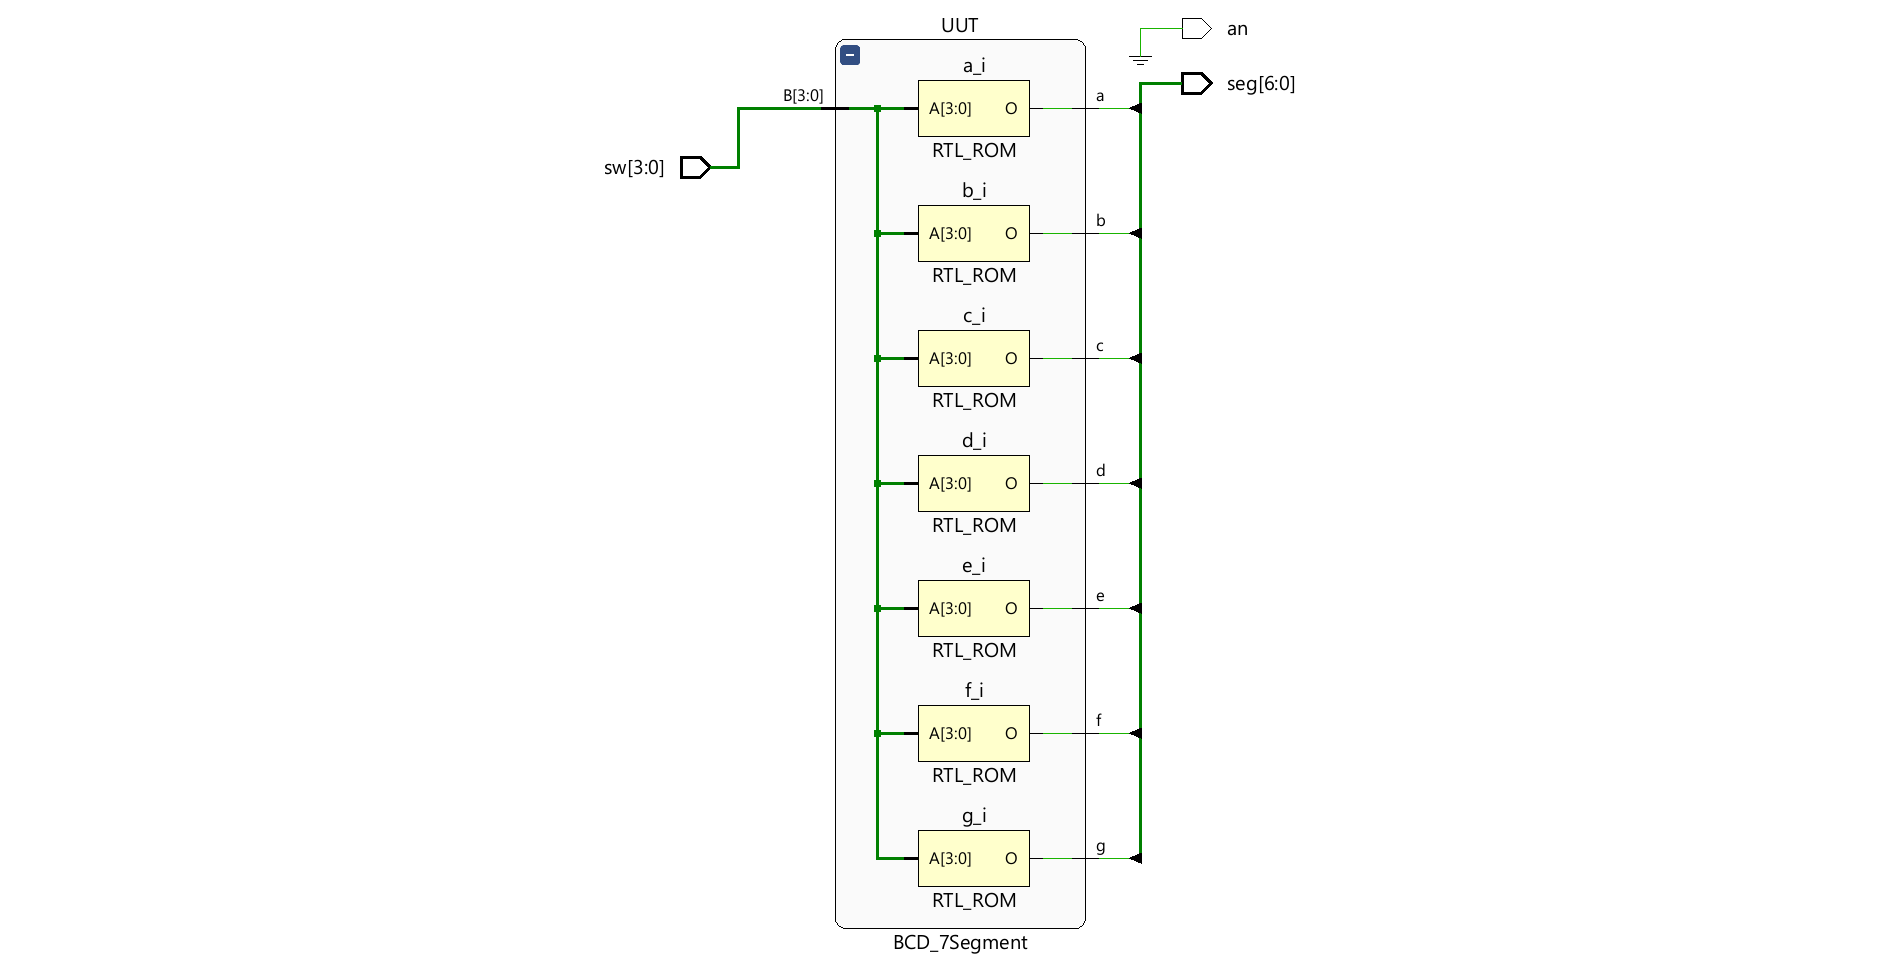 UUT
an
seg[6:0]
sw[3:0]
B[3:0]
a_i
A[3:0] O
RTL_ROM
a
b_i
A[3:0] O
RTL_ROM
b
c_i
A[3:0] O
RTL_ROM
c
d_i
A[3:0] O
RTL_ROM
d
e_i
A[3:0] O
RTL_ROM
e
f_i
A[3:0] O
RTL_ROM
f
g_i
A[3:0] O
RTL_ROM
g
BCD_7Segment